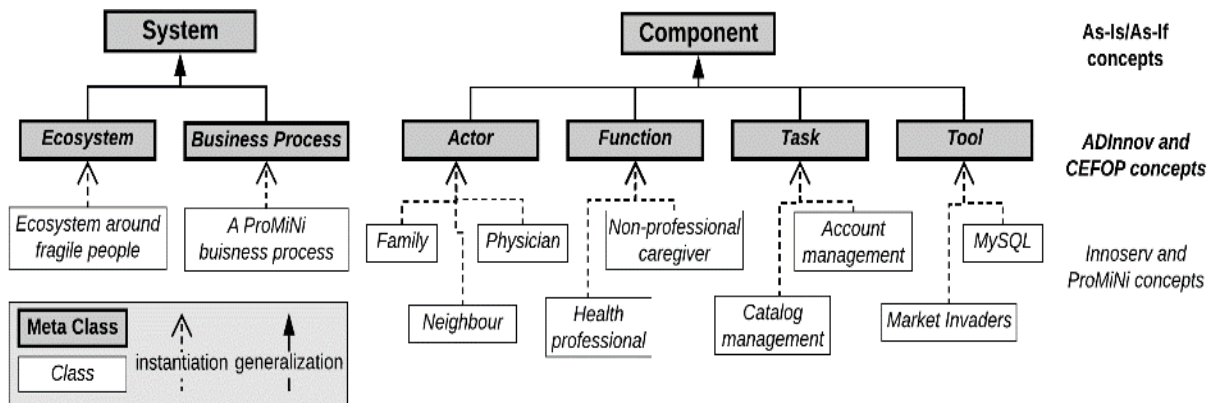 System
Component
As-Is/As-If
concepts
Ecosystem
Business Process
Actor
Function
Task
Tool
ADInnov and
CEFOP concepts
Ecosystem around
fragile people
A ProMiNi
buisness process
Family
Physician
Non-professional
caregiver
Account
management
MySQL
Innoserv and
ProMiNi concepts
Neighbour
Health
professional
Catalog
management
Market Invaders
Meta Class
Class
instantiation
generalization